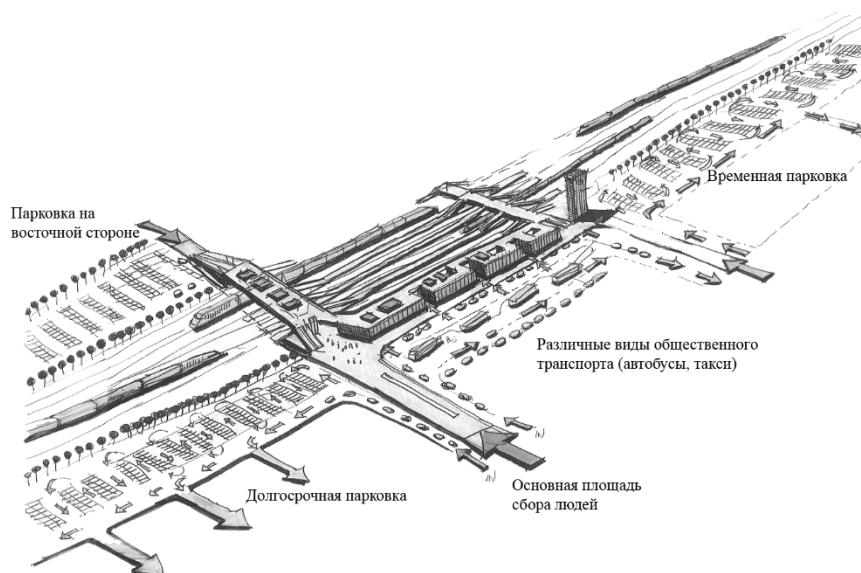 Временная парковка
Парковка на
восточной стороне
Различные виды общественного
транспорта (автобусы, такси)
Основная площадь
сбора людей
Долгосрочная парковка